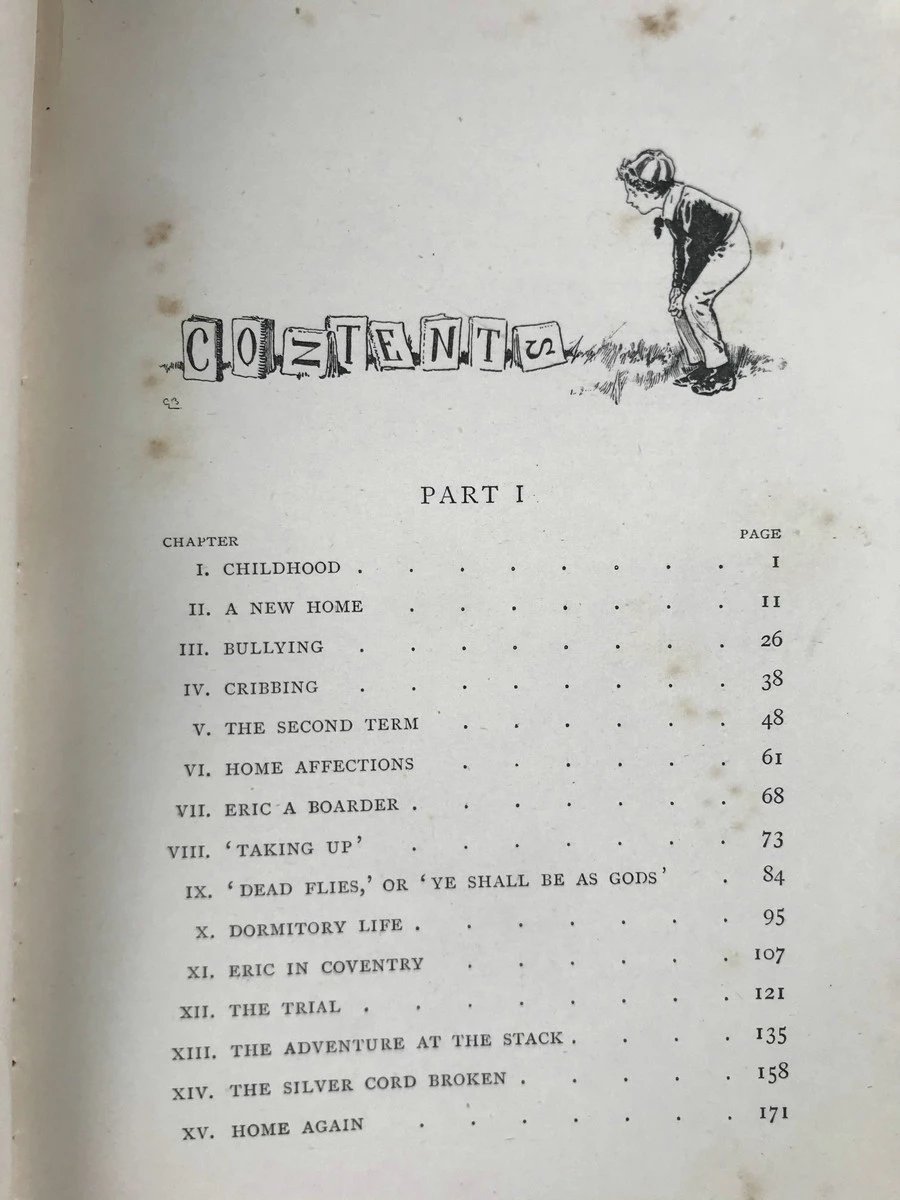 CONTENTS
GB
PART I
CHAPTER PAGE
I. CHILDHOOD . . . . . . . . 1
II. A NEW HOME . . . . . . . 11
III. BULLYING . . . . . . . . 26
IV. CRIBBING . . . . . . . . 38
V. THE SECOND TERM . . . . . . 48
VI. HOME AFFECTIONS . . . . . . 61
VII. ERIC A BOARDER . . . . . . . 68
VIII. ‘TAKING UP’ . . . . . . . 73
IX. ‘DEAD FLIES,’ OR ‘YE SHALL BE AS GODS’ . 84
X. DORMITORY LIFE . . . . . . . 95
XI. ERIC IN COVENTRY . . . . . . 107
XII. THE TRIAL . . . . . . . . 121
XIII. THE ADVENTURE AT THE STACK . . . . 135
XIV. THE SILVER CORD BROKEN . . . . . 158
XV. HOME AGAIN . . . . . . . 171